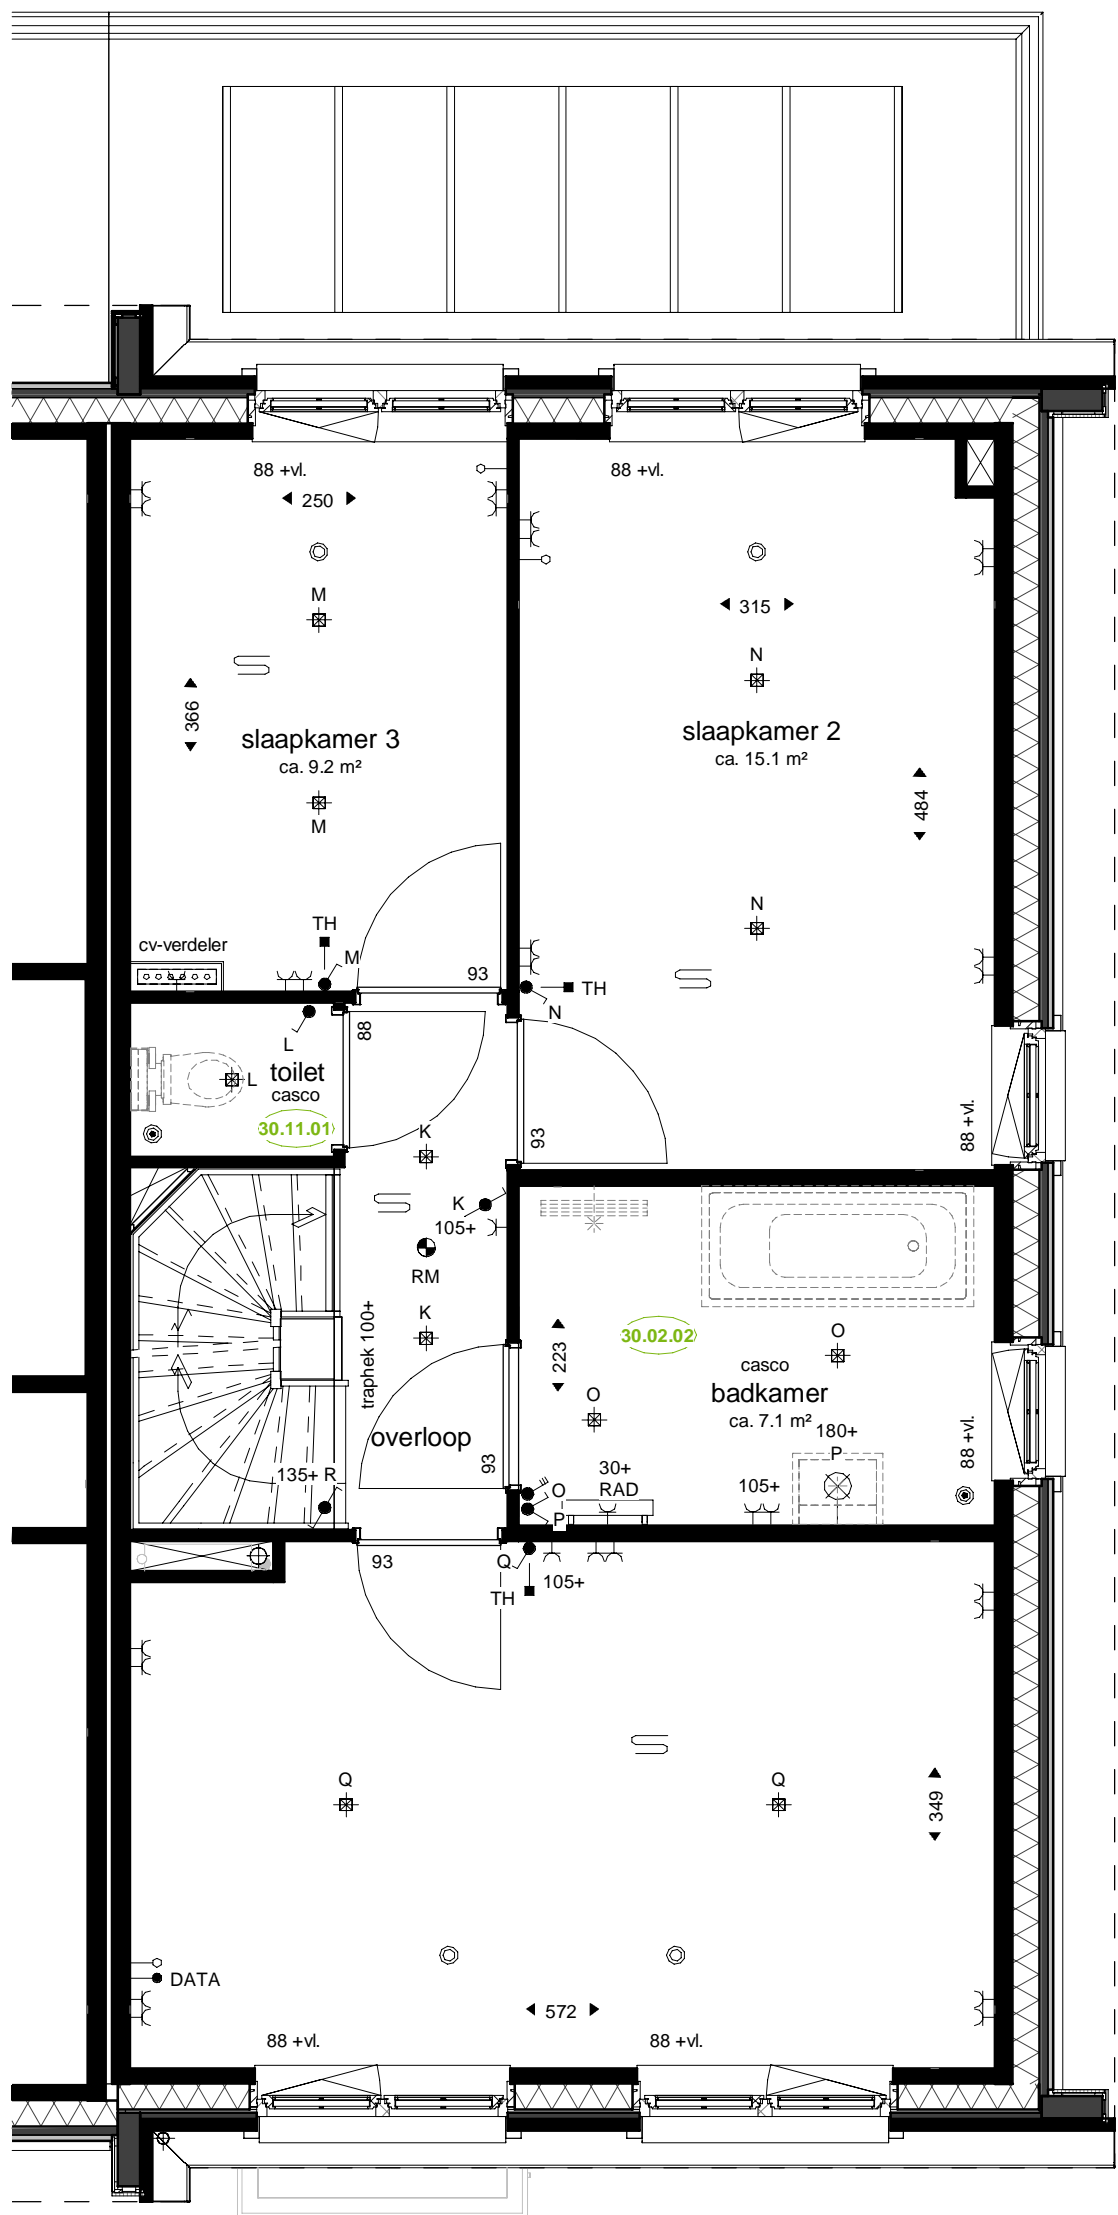 88 +vl.
88 +vl.
250
315
M
N
366
slaapkamer 3
ca. 9.2 m²
slaapkamer 2
ca. 15.1 m²
484
M
N
TH
cv-verdeler
M
93
TH
N
L
88
toilet
casco
L
30.11.01
K
93
88 +vl.
K
105+
RM
K
traphek 100+
30.02.02
223
O
casco
badkamer
ca. 7.1 m²
O
overloop
180+
P
93
88 +vl.
135+ R
30+
RAD
105+
O
P
93
Q
105+
TH
Q
Q
349
DATA
572
88 +vl.
88 +vl.